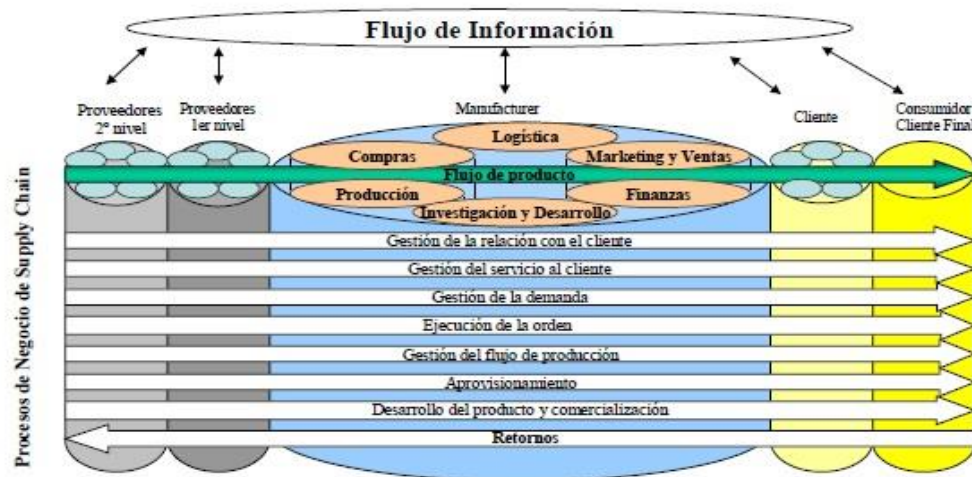 Flujo de Información
Proveedores
2º nivel
Proveedores
1er nivel
Manufacturer
Cliente
Consumidor
Cliente Final
Logística
Compras
Marketing y Ventas
Flujo de producto
Producción
Finanzas
Investigación y Desarrollo
Procesos de Negocio de Supply Chain
Gestión de la relación con el cliente
Gestión del servicio al cliente
Gestión de la demanda
Ejecución de la orden
Gestión del flujo de producción
Aprovisionamiento
Desarrollo del producto y comercialización
Retornos